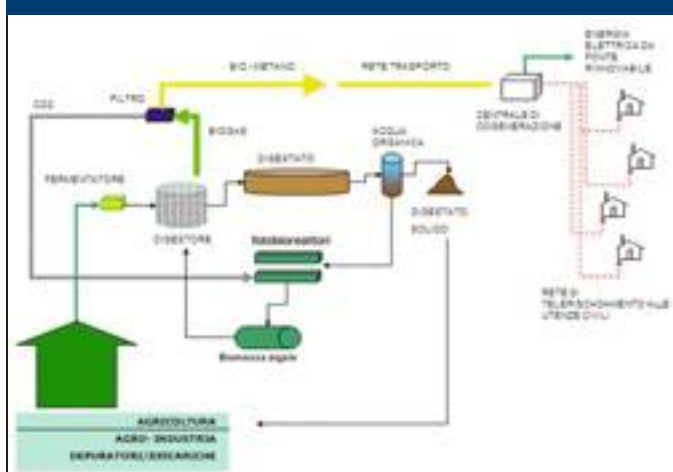 ENERGIA
ELETTRICA DA
FONTE
RINNOVABILE
BIO-METANO
RETE TRASPORTO
CO2
FILTRO
CENTRALE DI
COGENERAZIONE
BIOGAS
ACQUA
ORGANICA
DIGESTATO
FERMENTATORE
DIGESTORE
DIGESTATO
SOLIDO
fotobioreattori
RETE DI
TELERISCALDAMENTO ALLE
UTENZE CIVILI
Biomassa algale
AGRICOLTURA
AGRO- INDUSTRIA
DEPURATORI/DISCARICHE